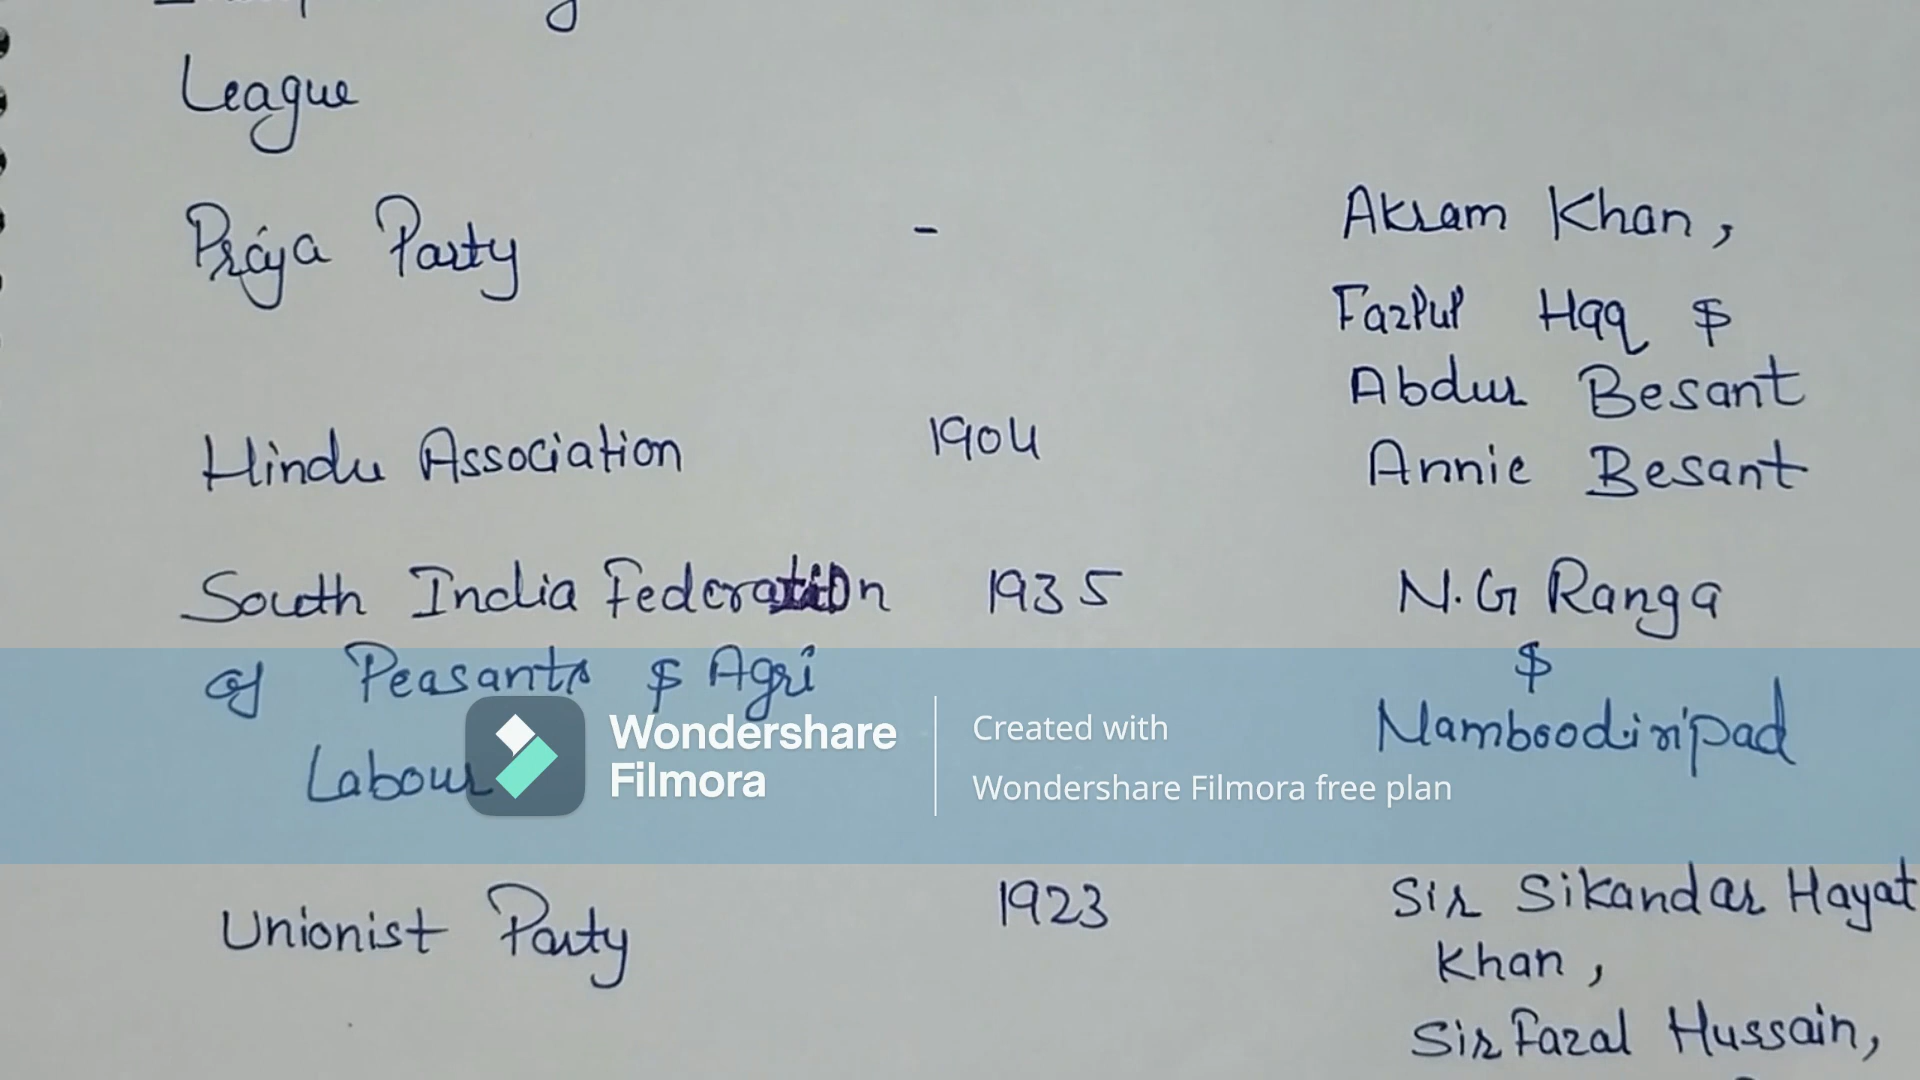 League
Praja Party - Akram Khan,
Fazlul Haq $
Abdur Besant
Hindu Association 1904 Annie Besant
South India Federation 1935 N.G Ranga
of Peasants $ Agri $
Labour Namboodiripad
Wondershare Filmora
Created with
Wondershare Filmora free plan
Unionist Party 1923 Sir Sikandar Hayat
Khan,
Sir Fazal Hussain,